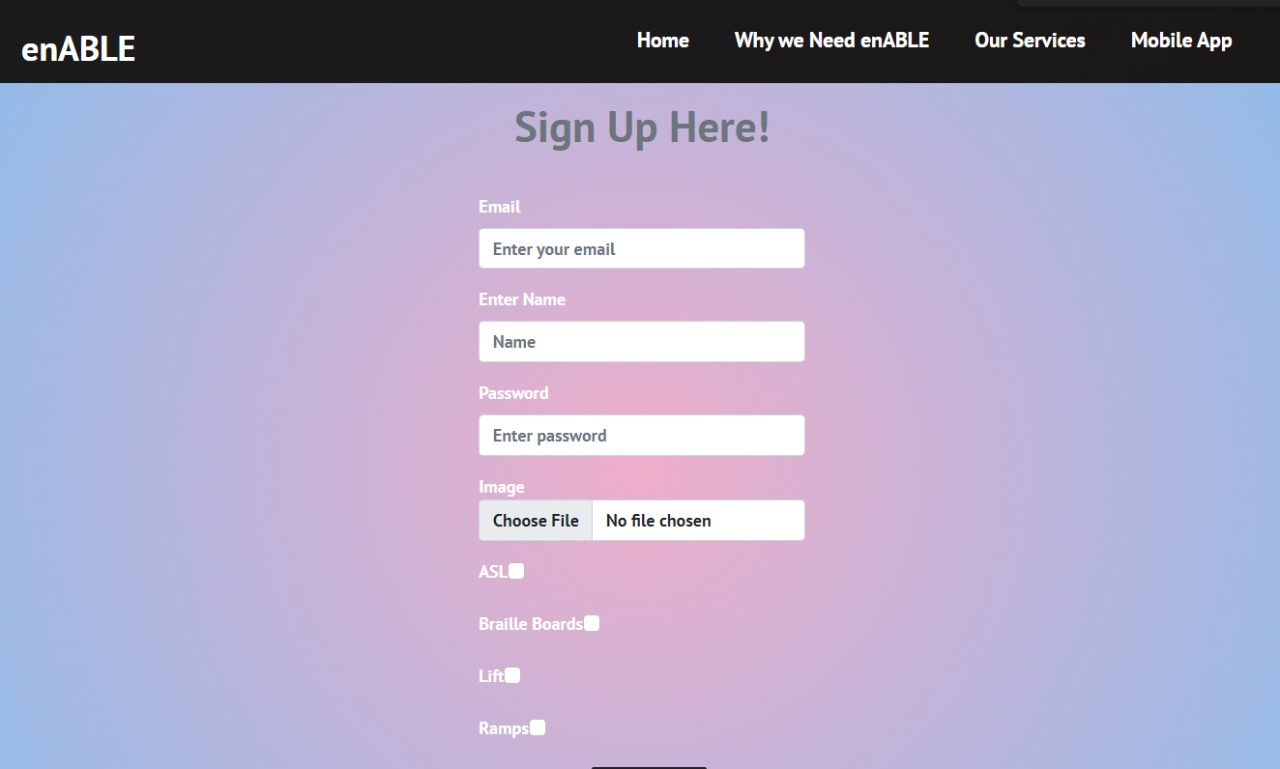 enABLE
Home Why we Need enABLE Our Services Mobile App
Sign Up Here!
Email
Enter your email
Enter Name
Name
Password
Enter password
Image
Choose File No file chosen
ASL
Braille Boards
Lift
Ramps